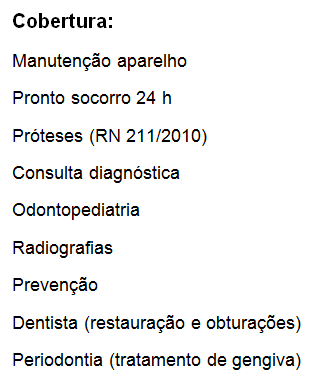 Cobertura:
Manutenção aparelho
Pronto socorro 24 h
Próteses (RN 211/2010)
Consulta diagnóstica
Odontopediatria
Radiografias
Prevenção
Dentista (restauração e obturações)
Periodontia (tratamento de gengiva)